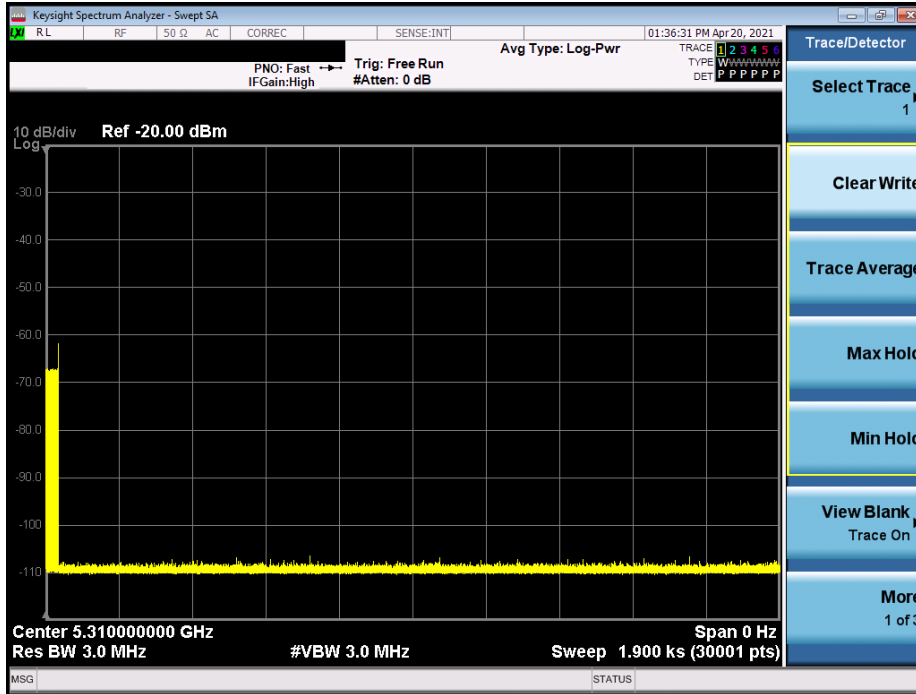 Keysight Spectrum Analyzer - Swept SA
LXI RL RF 50 Ω AC CORREC SENSE:INT 01:36:31 PM Apr 20, 2021
Avg Type: Log-Pwr
TRACE 1 2 3 4 5 6
TYPE WWWWWW
DET P P P P P P
PNO: Fast
IFGain:High
Trig: Free Run
#Atten: 0 dB
10 dB/div
Log
Ref -20.00 dBm
-30.0
-40.0
-50.0
-60.0
-70.0
-80.0
-90.0
-100
-110
Center 5.310000000 GHz
Span 0 Hz
Res BW 3.0 MHz
#VBW 3.0 MHz
Sweep 1.900 ks (30001 pts)
MSG
STATUS
Trace/Detector
Select Trace
1
Clear Write
Trace Average
Max Hold
Min Hold
View Blank
Trace On
More
1 of 3